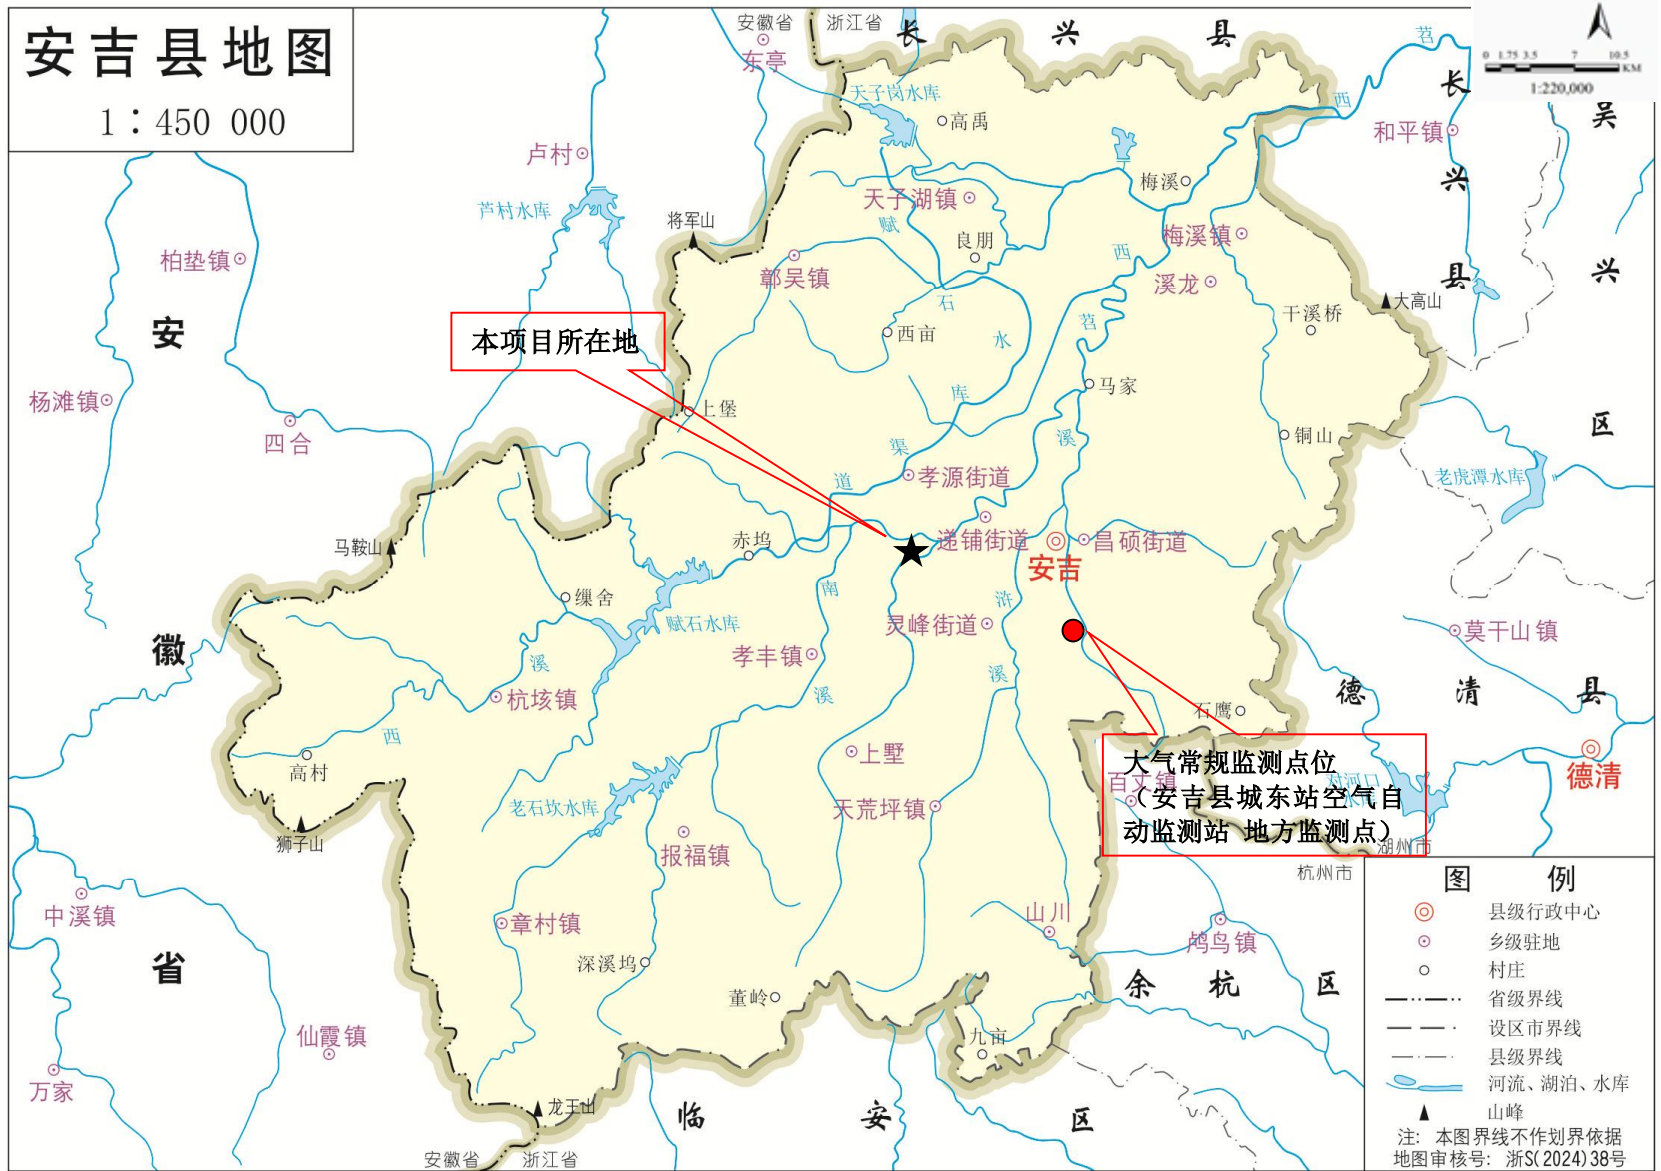 安吉县地图
1：450 000
安徽省
浙江省
长
兴
县
苕
0 1.75 3.5 7 10.5
KM
1:220,000
东亭
天子岗水库
高禹
西
长
兴
县
吴
兴
区
和平镇
卢村
芦村水库
将军山
天子湖镇
赋
梅溪
良朋
西
梅溪镇
柏垫镇
鄣吴镇
石
溪龙
大高山
安
本项目所在地
西亩
水
苕
干溪桥
杨滩镇
上堡
库
马家
四合
渠
溪
铜山
道
孝源街道
老虎潭水库
马鞍山
赤坞
递铺街道
安吉
昌硕街道
缫舍
南
浒
赋石水库
灵峰街道
莫干山镇
徽
孝丰镇
溪
溪
溪
杭垓镇
德
清
县
石鹰
西
高村
上墅
大气常规监测点位
（安吉县城东站空气自
动监测站 地方监测点）
百丈镇
对河口
德清
老石坎水库
天荒坪镇
狮子山
报福镇
湖州市
杭州市
中溪镇
章村镇
山川
鸬鸟镇
省
深溪坞
董岭
余
杭
区
仙霞镇
九亩
万家
龙王山
临
安
区
安徽省
浙江省
图 例
县级行政中心
乡级驻地
村庄
省级界线
设区市界线
县级界线
河流、湖泊、水库
山峰
注: 本图界线不作划界依据
地图审核号: 浙S(2024)38号